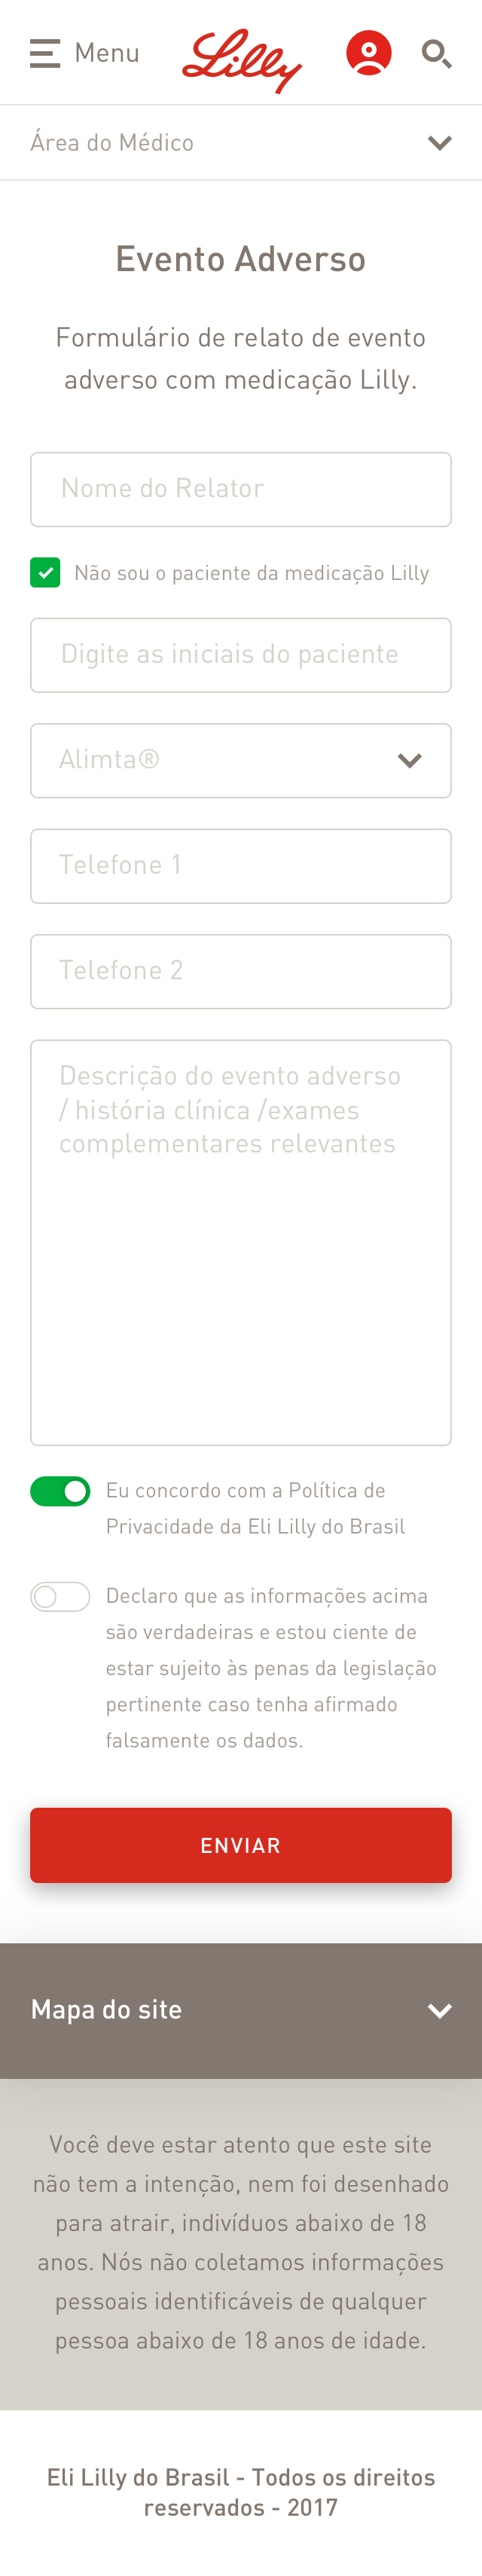 Menu
Lilly
Área do Médico
Evento Adverso
Formulário de relato de evento
adverso com medicação Lilly.
Nome do Relator
Não sou o paciente da medicação Lilly
Digite as iniciais do paciente
Alimta®
Telefone 1
Telefone 2
Descrição do evento adverso
/ história clínica /exames
complementares relevantes
Eu concordo com a Política de
Privacidade da Eli Lilly do Brasil
Declaro que as informações acima
são verdadeiras e estou ciente de
estar sujeito às penas da legislação
pertinente caso tenha afirmado
falsamente os dados.
ENVIAR
Mapa do site
Você deve estar atento que este site
não tem a intenção, nem foi desenhado
para atrair, indivíduos abaixo de 18
anos. Nós não coletamos informações
pessoais identificáveis de qualquer
pessoa abaixo de 18 anos de idade.
Eli Lilly do Brasil - Todos os direitos
reservados - 2017